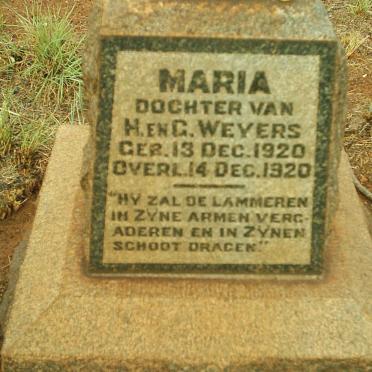 MARIA
DOCHTER VAN
H. EN G. WEYERS
GEB. 13 DEC. 1920
OVERL. 14 DEC. 1920
"HY ZAL DE LAMMEREN
IN ZYNE ARMEN VERG-
ADEREN EN IN ZYNEN
SCHOOT DRAGEN"